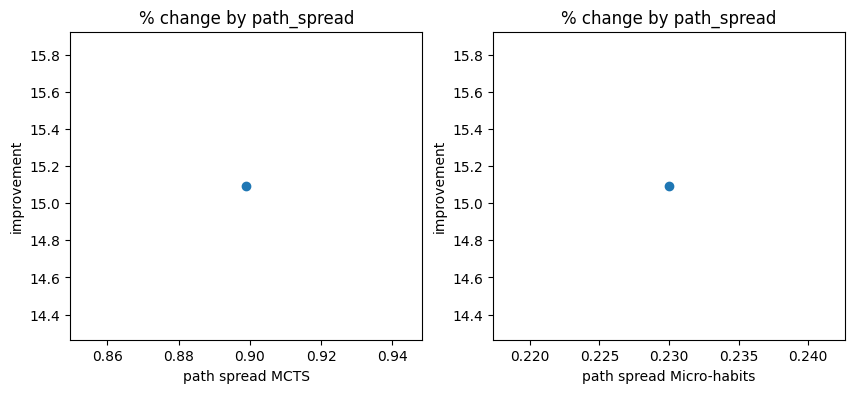 % change by path_spread
15.8
15.6
15.4
15.2
15.0
14.8
14.6
14.4
improvement
0.86 0.88 0.90 0.92 0.94
path spread MCTS
% change by path_spread
15.8
15.6
15.4
15.2
15.0
14.8
14.6
14.4
improvement
0.220 0.225 0.230 0.235 0.240
path spread Micro-habits